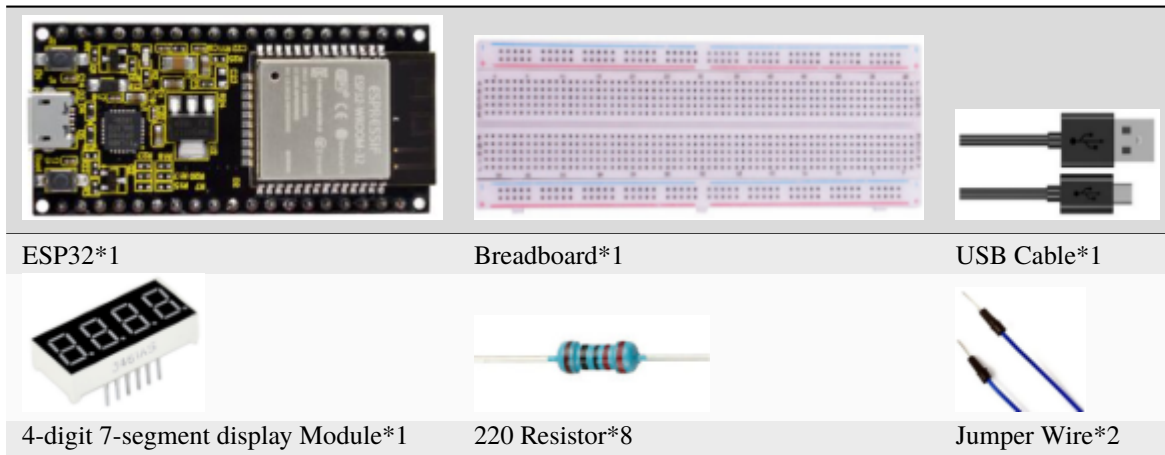 ESP32*1
Breadboard*1
USB Cable*1
4-digit 7-segment display Module*1
220 Resistor*8
Jumper Wire*2